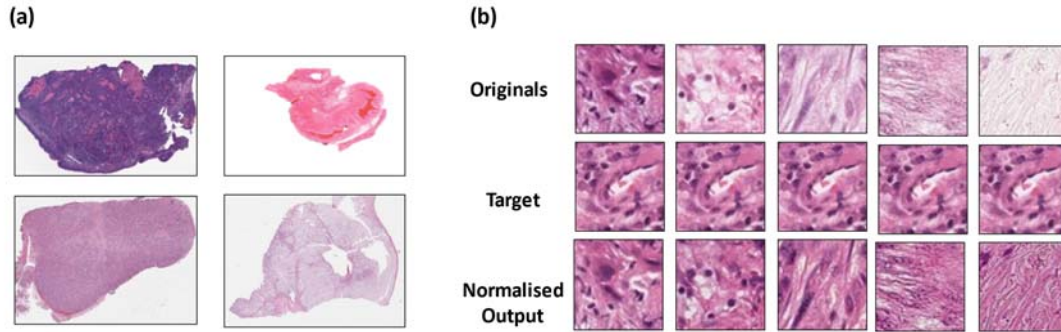 (a)
(b)
Originals
Target
Normalised
Output